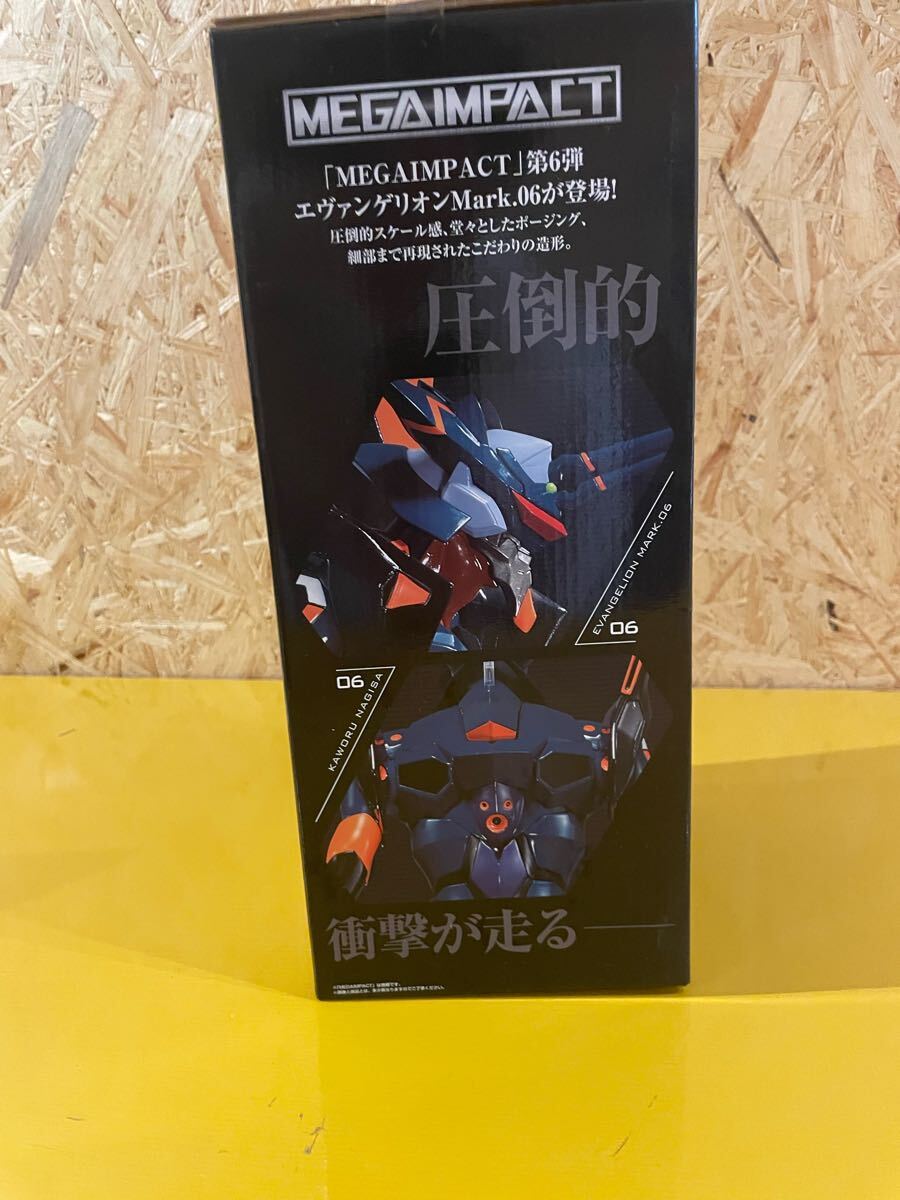 MEGAIMPACT
「MEGAIMPACT」第6弾
エヴァンゲリオンMark.06が登場!
圧倒的スケール感、堂々としたポージング、
細部まで再現されたこだわりの造形。
圧倒的
EVANGELION MARK.06
06
06
KAWORU NAGISA
衝撃が走る——